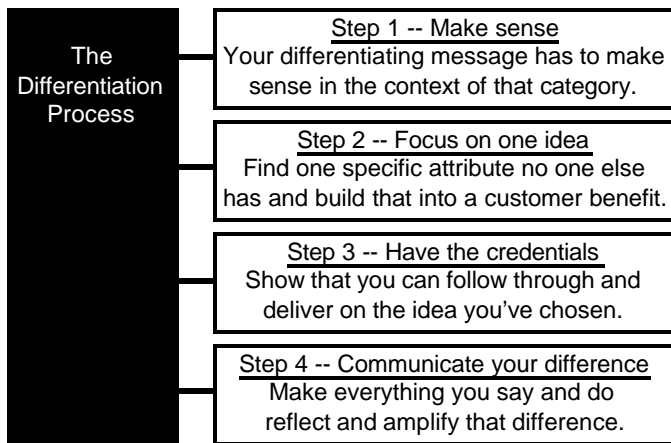 The
Differentiation
Process
Step 1 -- Make sense
Your differentiating message has to make
sense in the context of that category.
Step 2 -- Focus on one idea
Find one specific attribute no one else
has and build that into a customer benefit.
Step 3 -- Have the credentials
Show that you can follow through and
deliver on the idea you’ve chosen.
Step 4 -- Communicate your difference
Make everything you say and do
reflect and amplify that difference.